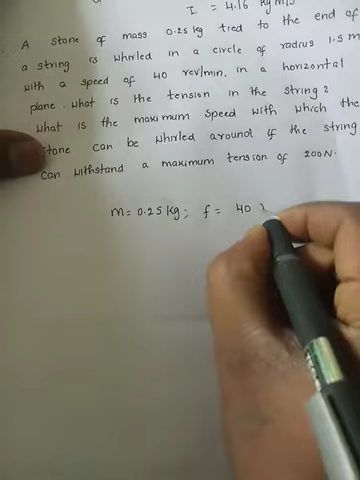 I = 4.16 kg m²/s
A stone of mass 0.25 kg tied to the end of
a string is whirled in a circle of radius 1.5 m
with a speed of 40 rev/min, in a horizontal
plane. what is the tension in the string?
what is the maximum speed with which the
stone can be whirled around if the string
can withstand a maximum tension of 200N.
m = 0.25 kg; f = 40